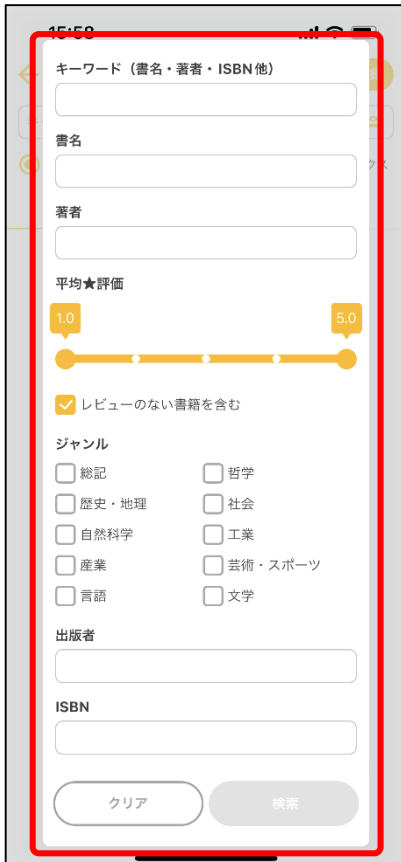 15:58
キーワード（書名・著者・ISBN他）
書名
著者
平均★評価
1.0 5.0
レビューのない書籍を含む
ジャンル
総記 哲学
歴史・地理 社会
自然科学 工業
産業 芸術・スポーツ
言語 文学
出版者
ISBN
クリア 検索